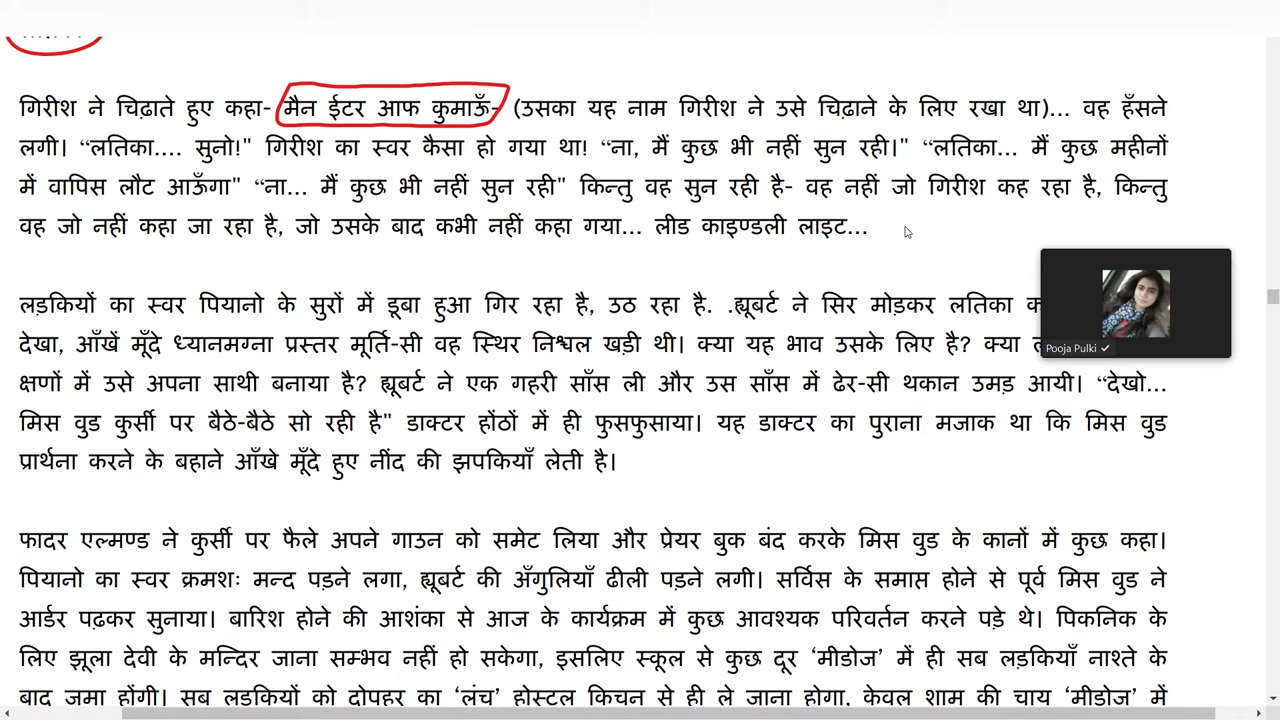 गिरीश ने चिढ़ाते हुए कहा- मैन ईटर आफ कुमाऊँ- (उसका यह नाम गिरीश ने उसे चिढ़ाने के लिए रखा था)... वह हँसने
लगी। “लतिका.... सुनो!" गिरीश का स्वर कैसा हो गया था! “ना, मैं कुछ भी नहीं सुन रही।" “लतिका... मैं कुछ महीनों
में वापिस लौट आऊँगा" “ना... मैं कुछ भी नहीं सुन रही" किन्तु वह सुन रही है- वह नहीं जो गिरीश कह रहा है, किन्तु
वह जो नहीं कहा जा रहा है, जो उसके बाद कभी नहीं कहा गया... लीड काइण्डली लाइट...
लड़कियों का स्वर पियानो के सुरों में डूबा हुआ गिर रहा है, उठ रहा है. .ह्यूबर्ट ने सिर मोड़कर लतिका
देखा, आँखें मूँदे ध्यानमग्ना प्रस्तर मूर्ति-सी वह स्थिर निश्चल खड़ी थी। क्या यह भाव उसके लिए है? क्या
क्षणों में उसे अपना साथी बनाया है? ह्यूबर्ट ने एक गहरी साँस ली और उस साँस में ढेर-सी थकान उमड़ आयी। “देखो...
मिस वुड कुर्सी पर बैठे-बैठे सो रही है" डाक्टर होंठों में ही फुसफुसाया। यह डाक्टर का पुराना मजाक था कि मिस वुड
प्रार्थना करने के बहाने आँखे मूँदे हुए नींद की झपकियाँ लेती है।
Pooja Pulki
फादर एल्मण्ड ने कुर्सी पर फैले अपने गाउन को समेट लिया और प्रेयर बुक बंद करके मिस वुड के कानों में कुछ कहा।
पियानो का स्वर क्रमशः मन्द पड़ने लगा, ह्यूबर्ट की अँगुलियाँ ढीली पड़ने लगी। सर्विस के समाप्त होने से पूर्व मिस वुड ने
आर्डर पढ़कर सुनाया। बारिश होने की आशंका से आज के कार्यक्रम में कुछ आवश्यक परिवर्तन करने पड़े थे। पिकनिक के
लिए झूला देवी के मन्दिर जाना सम्भव नहीं हो सकेगा, इसलिए स्कूल से कुछ दूर ‘मीडोज’ में ही सब लड़कियाँ नाश्ते के
बाद जमा होंगी। सब लड़कियों को दोपहर का ‘लंच’ होस्टल किचन से ही ले जाना होगा, केवल शाम की चाय ‘मीडोज’ में